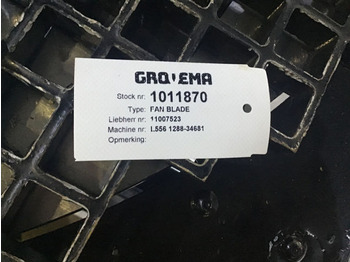 GROVEMA
Stock nr: 1011870
Type: FAN BLADE
Liebherr nr: 11007523
Machine nr: L556 1288-34681
Opmerking: